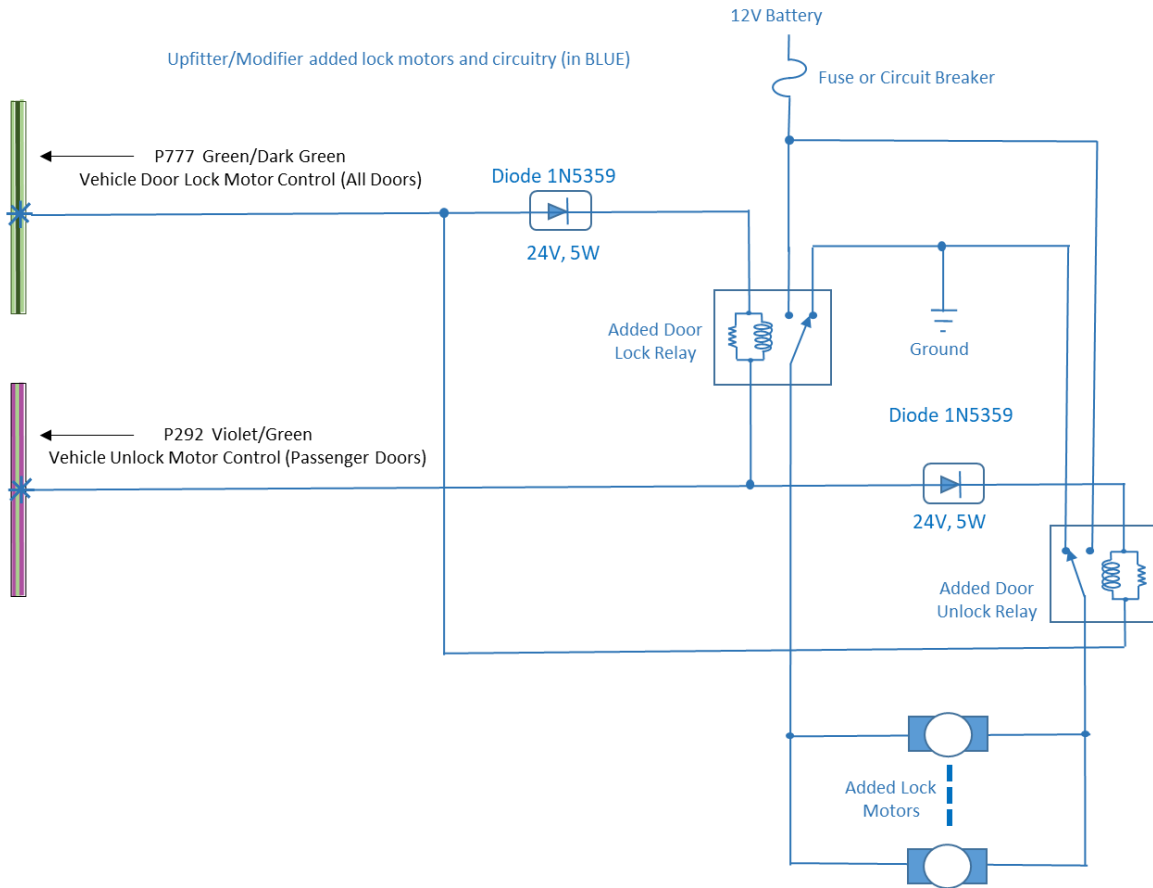 12V Battery
Upfitter/Modifier added lock motors and circuitry (in BLUE)
Fuse or Circuit Breaker
P777 Green/Dark Green
Vehicle Door Lock Motor Control (All Doors)
Diode 1N5359
24V, 5W
Added Door
Lock Relay
Ground
Diode 1N5359
P292 Violet/Green
Vehicle Unlock Motor Control (Passenger Doors)
24V, 5W
Added Door
Unlock Relay
Added Lock
Motors